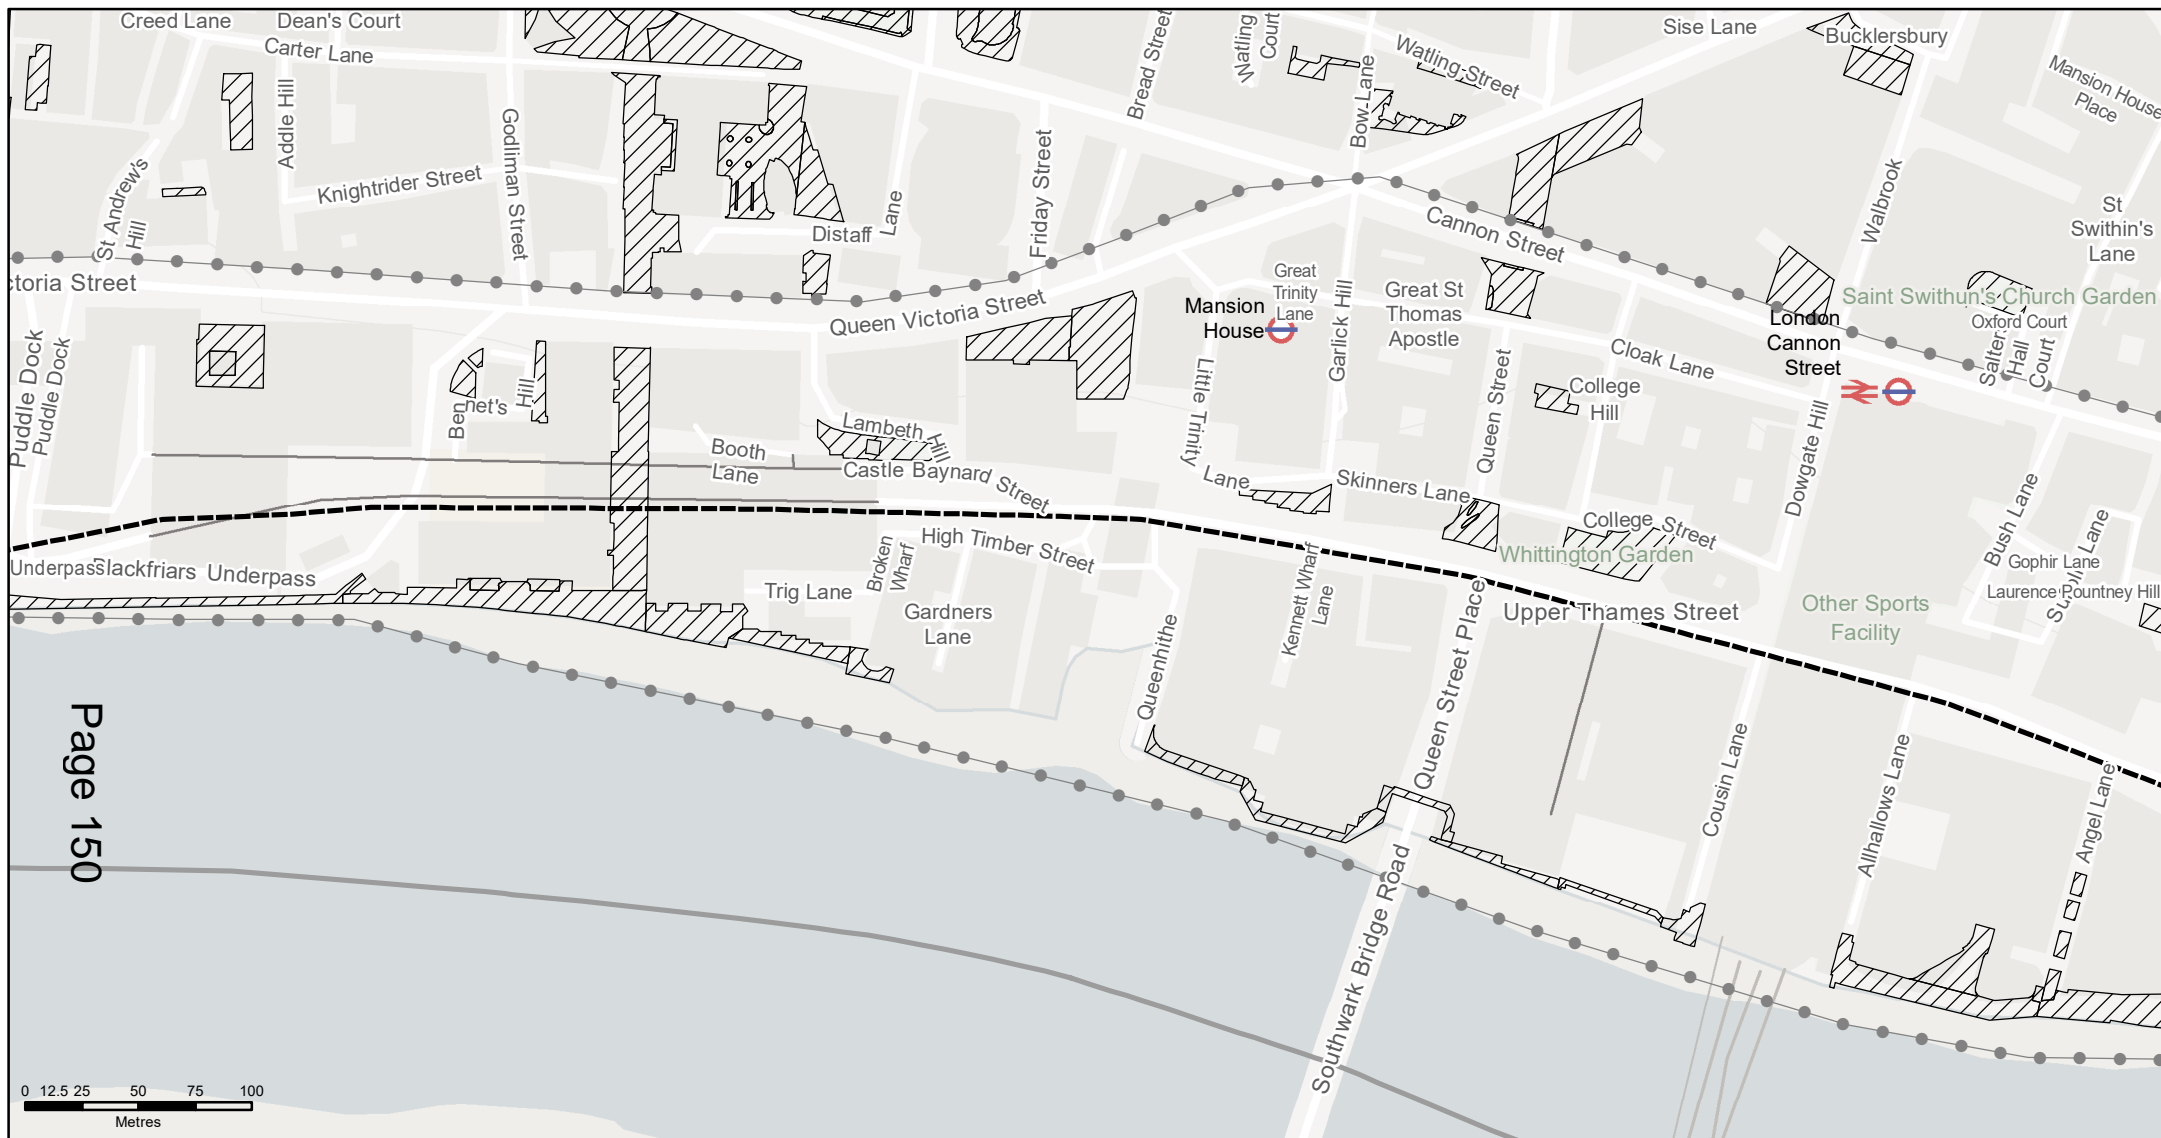 Creed Lane
Dean's Court
Carter Lane
Addle Hill
Godliman Street
Knightrider Street
St Andrew's
Hill
Bread Street
Watling
Court
Watling Street
Bow Lane
Sise Lane
Bucklersbury
Mansion House
Place
Friday Street
Distaff
Lane
Cannon Street
Walbrook
St
Swithin's
Lane
ctoria Street
Queen Victoria Street
Mansion
House
Great
Trinity
Lane
Garlick Hill
Great St
Thomas
Apostle
Saint Swithun's Church Garden
London
Cannon
Street
Oxford Court
Salters
Hall
Court
Puddle Dock
Puddle Dock
Bennet's
Hill
Little Trinity
Lane
Queen Street
Cloak Lane
College
Hill
Dowgate Hill
Booth
Lane
Lambeth
Hill
Castle Baynard Street
Skinners Lane
College Street
Whittington Garden
Bush Lane
Gophir Lane
Laurence Pountney Hill
Underpass
Blackfriars Underpass
High Timber Street
Broken
Wharf
Trig Lane
Gardners
Lane
Kennett Wharf
Lane
Queenhithe
Queen Street Place
Upper Thames Street
Other Sports
Facility
Cousin Lane
Allhallows Lane
Angel Lane
Southwark Bridge Road
Page 150
0 12.5 25 50 75 100
Metres